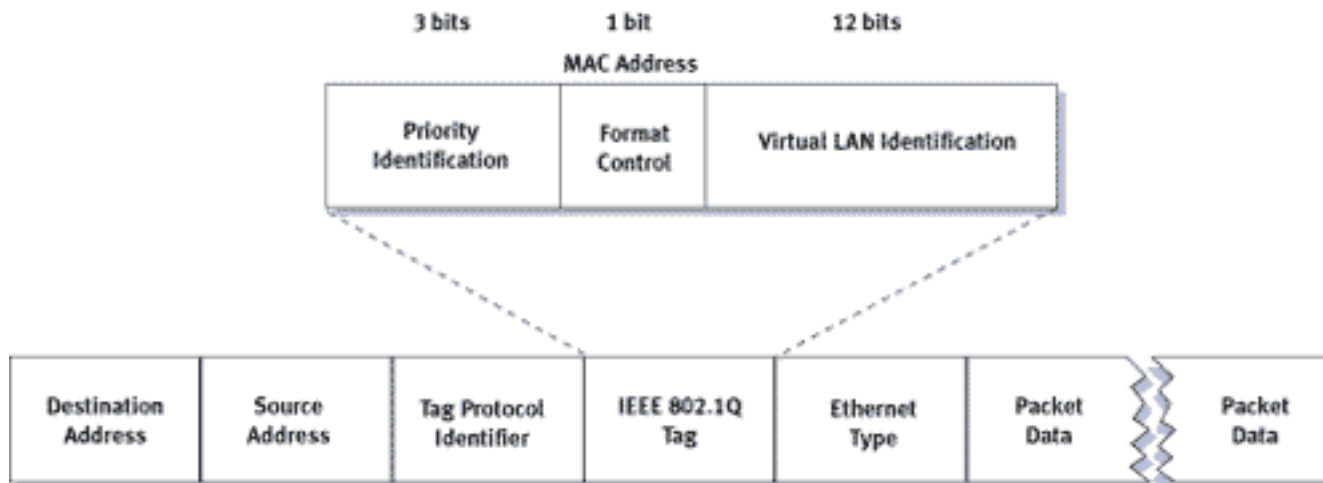 3 bits 1 bit 12 bits
MAC Address
Priority
Identification
Format
Control
Virtual LAN Identification
Destination
Address
Source
Address
Tag Protocol
Identifier
IEEE 802.1Q
Tag
Ethernet
Type
Packet
Data
Packet
Data